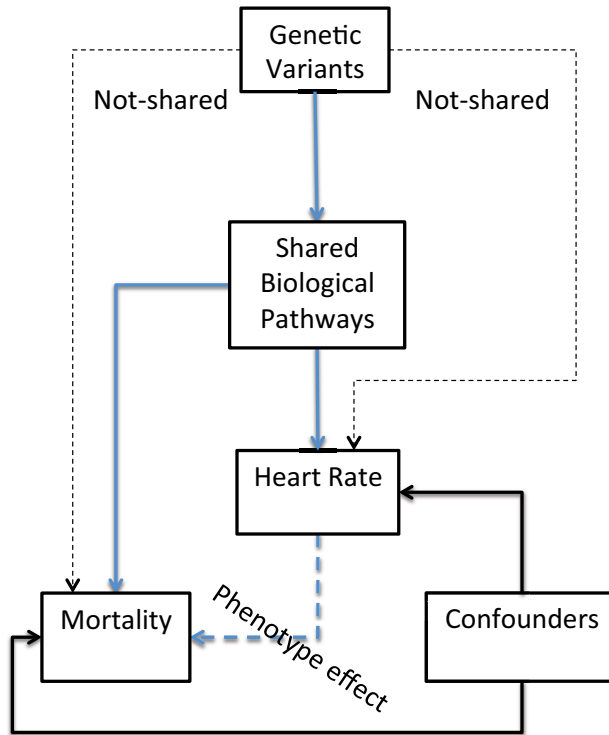 Genetic
Variants
Not-shared
Not-shared
Shared
Biological
Pathways
Heart Rate
Phenotype effect
Mortality
Confounders